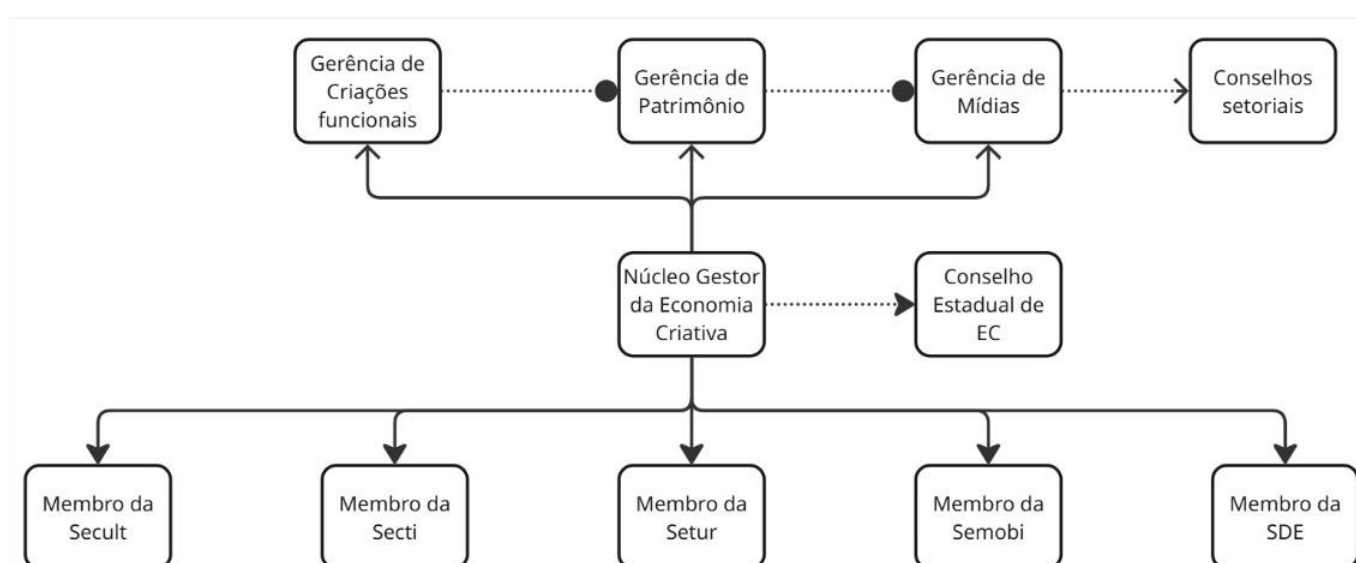 Gerência de
Criações
funcionais
Gerência de
Patrimônio
Gerência de
Mídias
Conselhos
setoriais
Núcleo Gestor
da Economia
Criativa
Conselho
Estadual de
EC
Membro da
Secult
Membro da
Secti
Membro da
Setur
Membro da
Semobi
Membro da
SDE